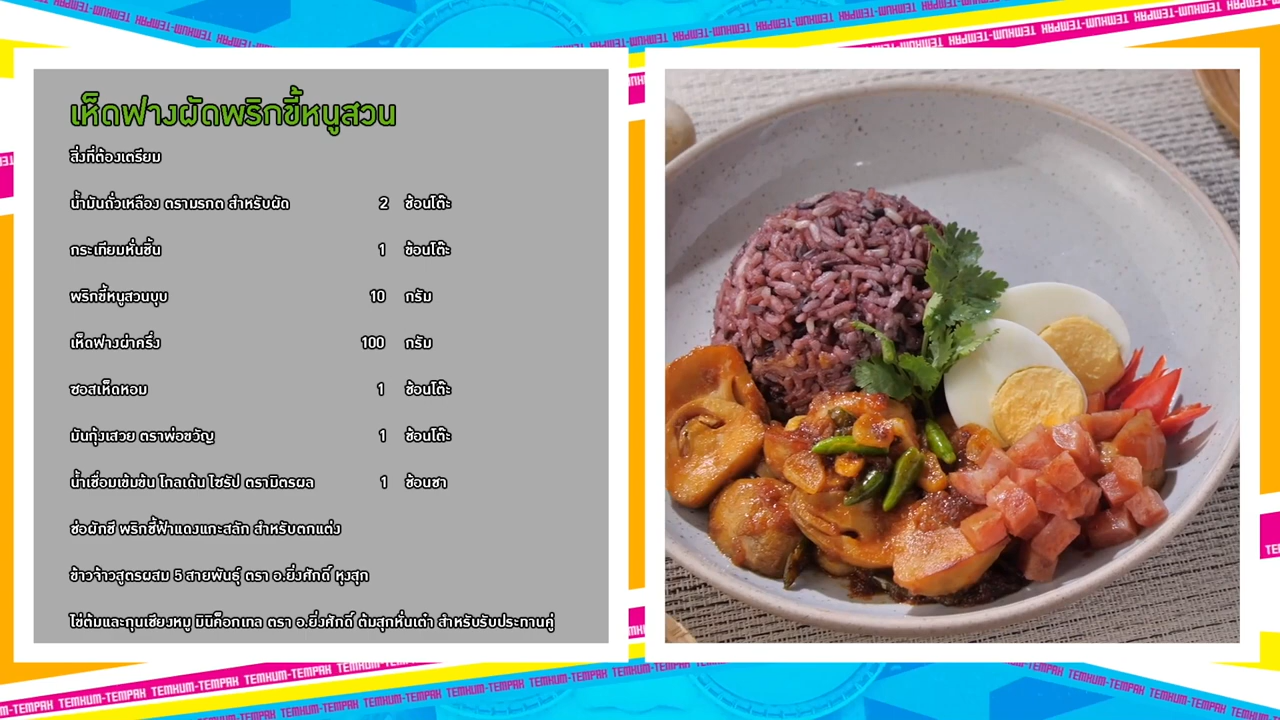 TEMHUM-TEMPAH TEMHUM-TEMPAH TEMHUM-TEMPAH
เห็ดฟางผัดพริกขี้หนูสวน
สิ่งที่ต้องเตรียม
น้ำมันถั่วเหลือง ตรามรกต สำหรับผัด 2 ช้อนโต๊ะ
กระเทียมหั่นชิ้น 1 ช้อนโต๊ะ
พริกขี้หนูสวนบุบ 10 กรัม
เห็ดฟางผ่าครึ่ง 100 กรัม
ซอสเห็ดหอม 1 ช้อนโต๊ะ
มันกุ้งเสวย ตราพ่อขวัญ 1 ช้อนโต๊ะ
น้ำเชื่อมเข้มข้น โกลเด้น ไซรัป ตรามิตรผล 1 ช้อนชา
ช่อผักชี พริกชี้ฟ้าแดงแกะสลัก สำหรับตกแต่ง
ข้าวจ้าวสูตรผสม 5 สายพันธุ์ ตรา อ.ยิ่งศักดิ์ หุงสุก
ไข่ต้มและกุนเชียงหมู มินิค็อกเทล ตรา อ.ยิ่งศักดิ์ ต้มสุกหั่นเต๋า สำหรับรับประทานคู่
TEMHUM-TEMPAH TEMHUM-TEMPAH TEMHUM-TEMPAH